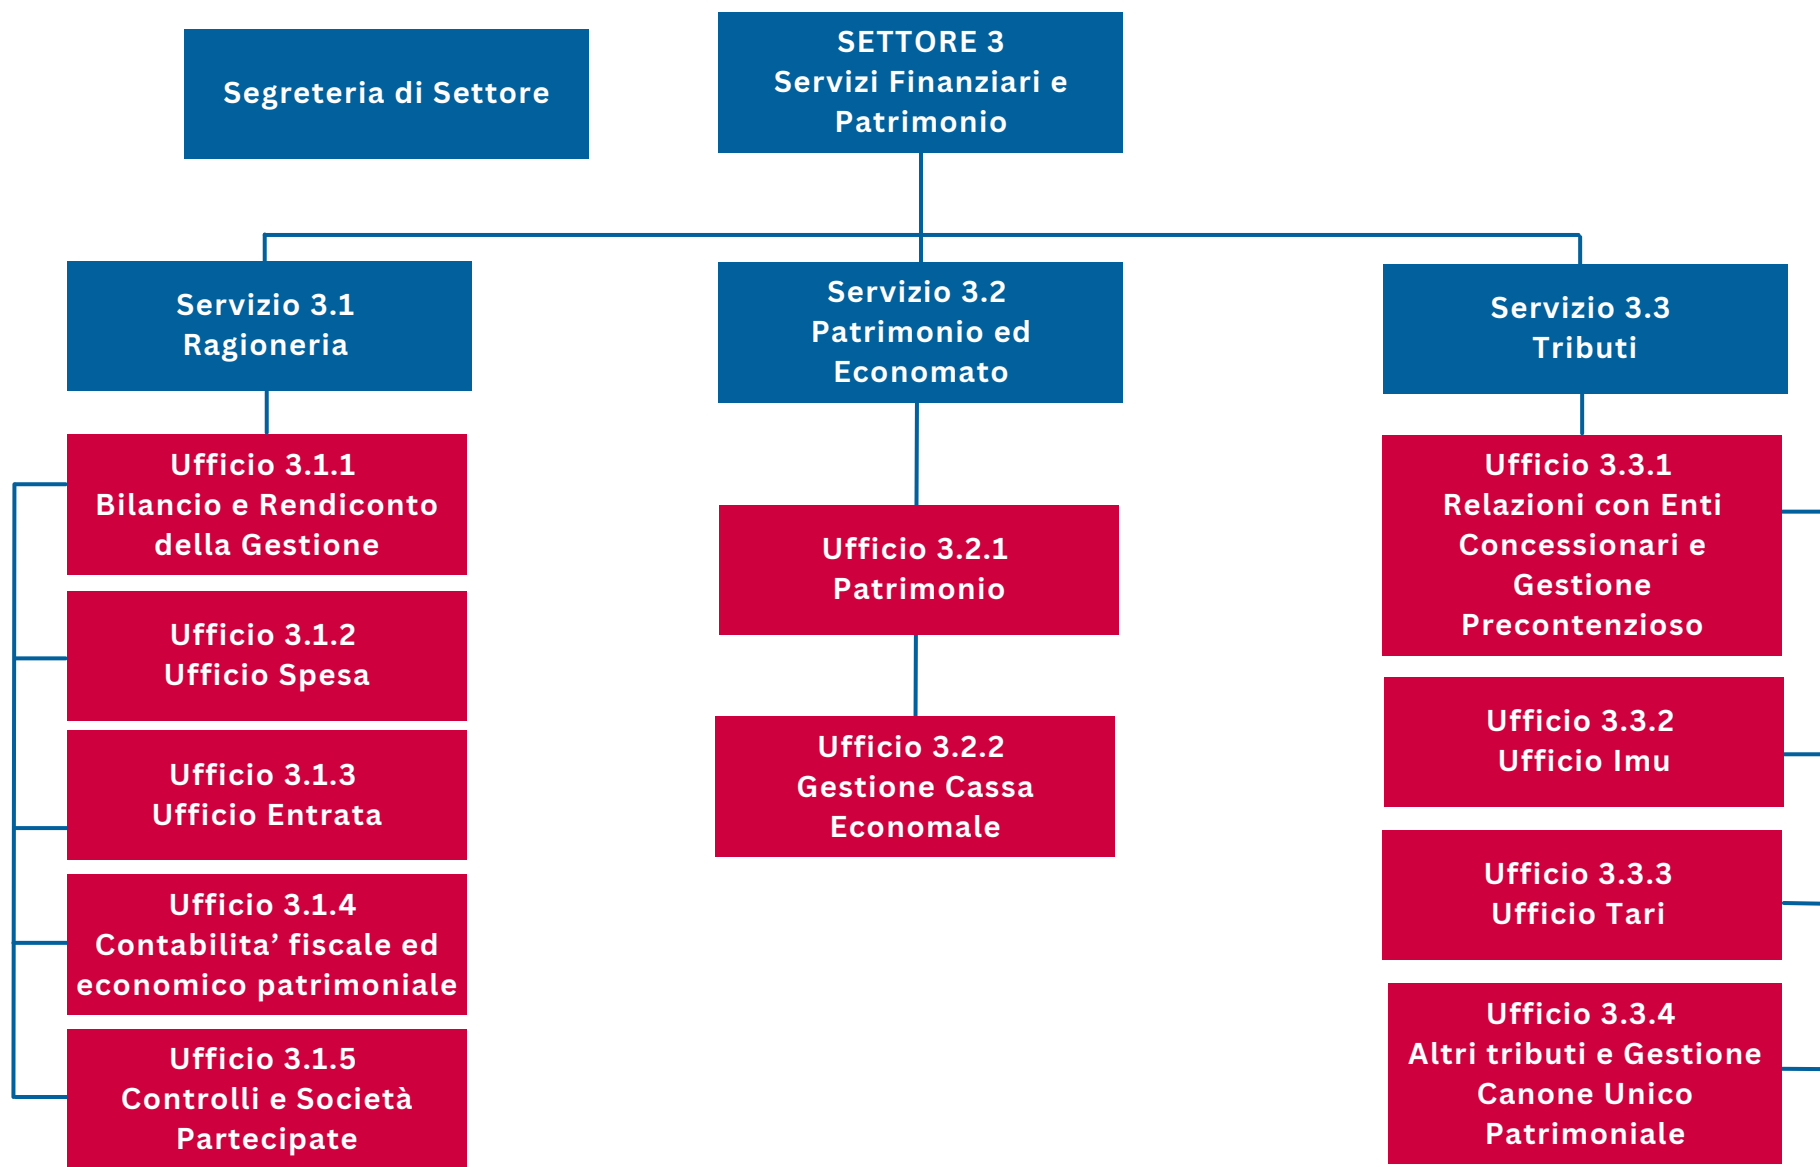 Segreteria di Settore
SETTORE 3
Servizi Finanziari e
Patrimonio
Servizio 3.1
Ragioneria
Ufficio 3.1.1
Bilancio e Rendiconto
della Gestione
Ufficio 3.1.2
Ufficio Spesa
Ufficio 3.1.3
Ufficio Entrata
Ufficio 3.1.4
Contabilita’ fiscale ed
economico patrimoniale
Ufficio 3.1.5
Controlli e Società
Partecipate
Servizio 3.2
Patrimonio ed
Economato
Ufficio 3.2.1
Patrimonio
Ufficio 3.2.2
Gestione Cassa
Economale
Servizio 3.3
Tributi
Ufficio 3.3.1
Relazioni con Enti
Concessionari e
Gestione
Precontenzioso
Ufficio 3.3.2
Ufficio Imu
Ufficio 3.3.3
Ufficio Tari
Ufficio 3.3.4
Altri tributi e Gestione
Canone Unico
Patrimoniale